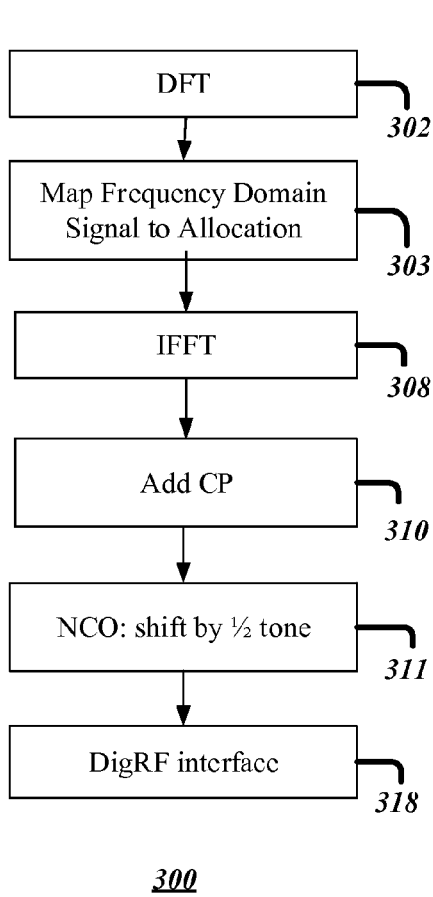 DFT
302
Map Frequency Domain
Signal to Allocation
303
IFFT
308
Add CP
310
NCO: shift by ½ tone
311
DigRF interface
318
300